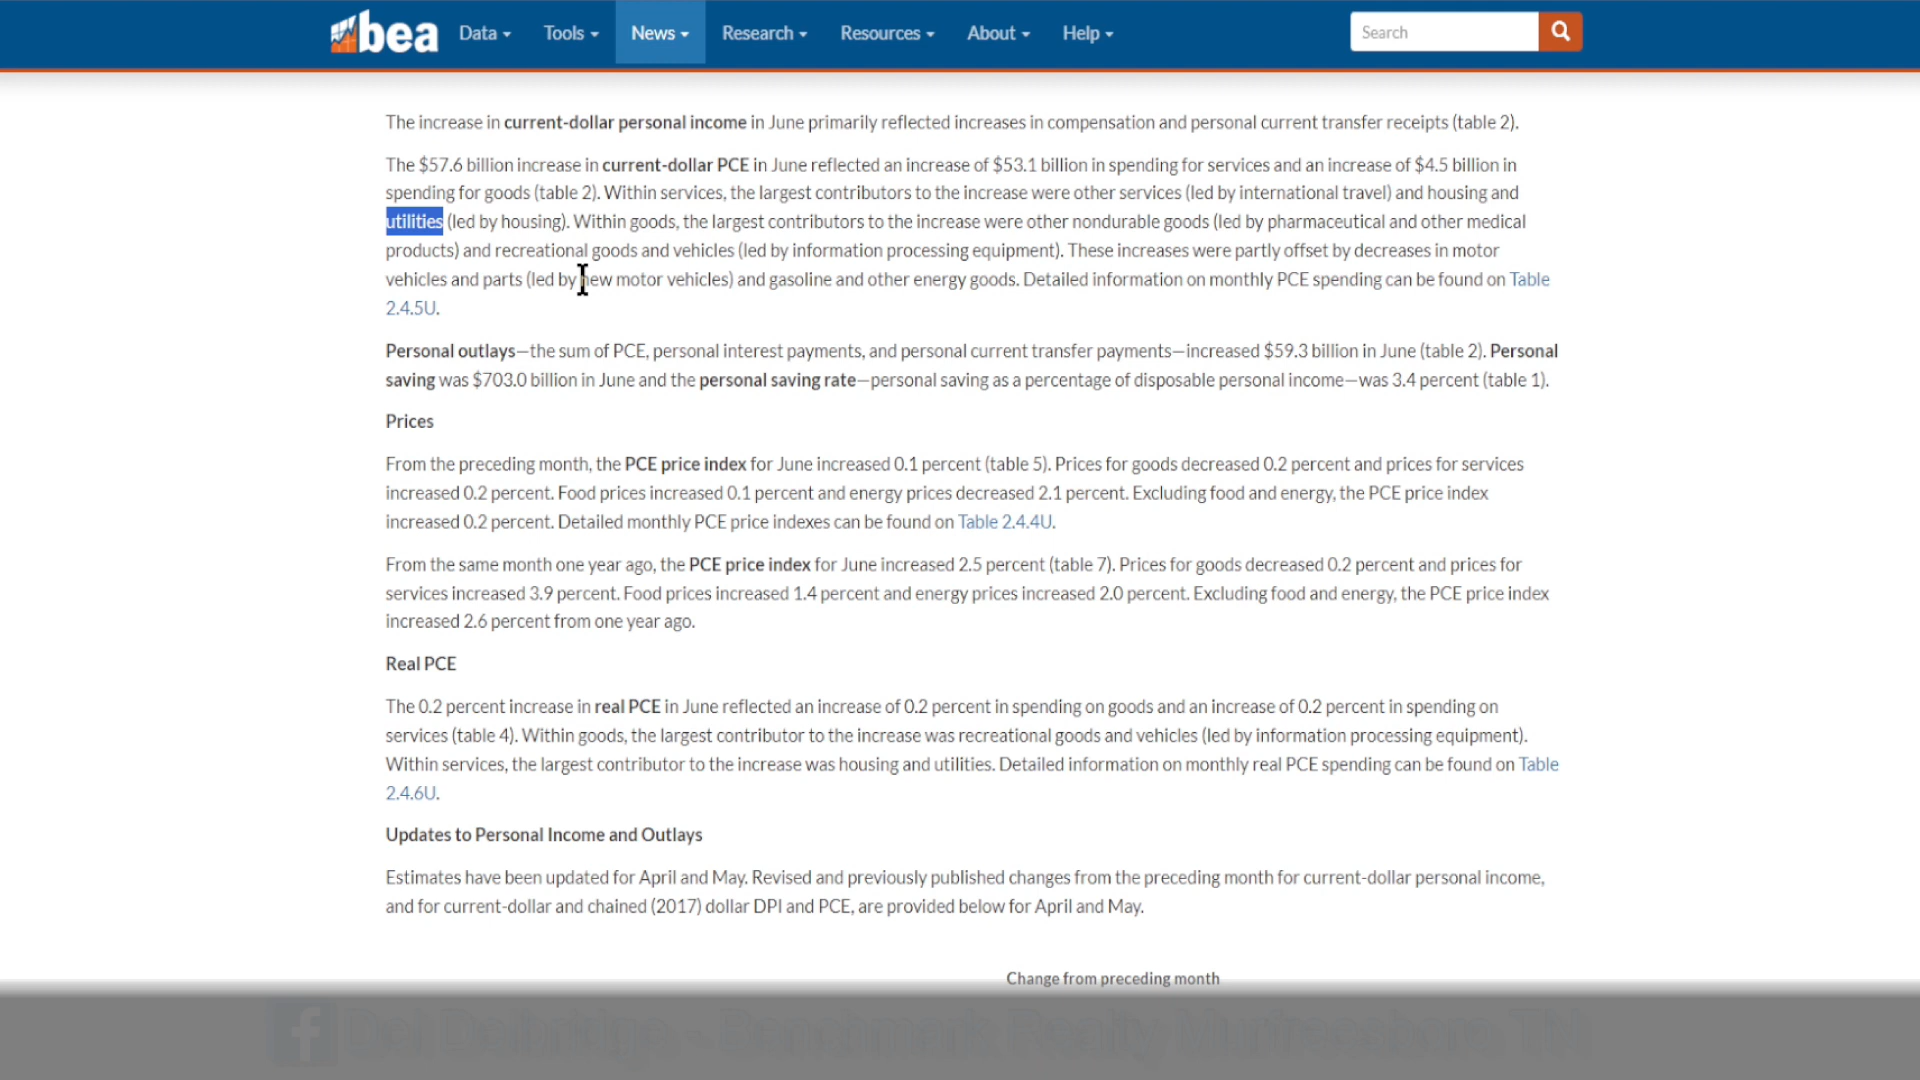 bea Data Tools News Research Resources About Help Search
The increase in current-dollar personal income in June primarily reflected increases in compensation and personal current transfer receipts (table 2).
The $57.6 billion increase in current-dollar PCE in June reflected an increase of $53.1 billion in spending for services and an increase of $4.5 billion in
spending for goods (table 2). Within services, the largest contributors to the increase were other services (led by international travel) and housing and
utilities (led by housing). Within goods, the largest contributors to the increase were other nondurable goods (led by pharmaceutical and other medical
products) and recreational goods and vehicles (led by information processing equipment). These increases were partly offset by decreases in motor
vehicles and parts (led by new motor vehicles) and gasoline and other energy goods. Detailed information on monthly PCE spending can be found on Table
2.4.5U.
Personal outlays—the sum of PCE, personal interest payments, and personal current transfer payments—increased $59.3 billion in June (table 2). Personal
saving was $703.0 billion in June and the personal saving rate—personal saving as a percentage of disposable personal income—was 3.4 percent (table 1).
Prices
From the preceding month, the PCE price index for June increased 0.1 percent (table 5). Prices for goods decreased 0.2 percent and prices for services
increased 0.2 percent. Food prices increased 0.1 percent and energy prices decreased 2.1 percent. Excluding food and energy, the PCE price index
increased 0.2 percent. Detailed monthly PCE price indexes can be found on Table 2.4.4U.
From the same month one year ago, the PCE price index for June increased 2.5 percent (table 7). Prices for goods decreased 0.2 percent and prices for
services increased 3.9 percent. Food prices increased 1.4 percent and energy prices increased 2.0 percent. Excluding food and energy, the PCE price index
increased 2.6 percent from one year ago.
Real PCE
The 0.2 percent increase in real PCE in June reflected an increase of 0.2 percent in spending on goods and an increase of 0.2 percent in spending on
services (table 4). Within goods, the largest contributor to the increase was recreational goods and vehicles (led by information processing equipment).
Within services, the largest contributor to the increase was housing and utilities. Detailed information on monthly real PCE spending can be found on Table
2.4.6U.
Updates to Personal Income and Outlays
Estimates have been updated for April and May. Revised and previously published changes from the preceding month for current-dollar personal income,
and for current-dollar and chained (2017) dollar DPI and PCE, are provided below for April and May.
Change from preceding month